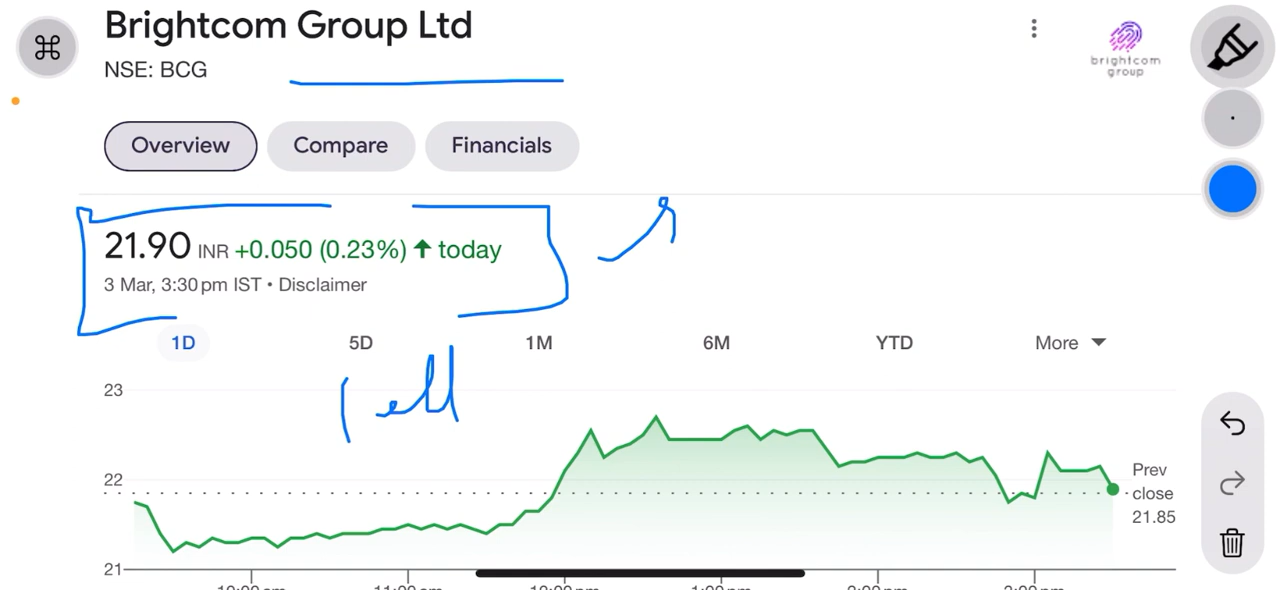 Brightcom Group Ltd
NSE: BCG
brightcom
group
Overview Compare Financials
21.90 INR +0.050 (0.23%) ↑ today
3 Mar, 3:30 pm IST • Disclaimer
1D 5D 1M 6M YTD More
23
22
21
Prev
close
21.85